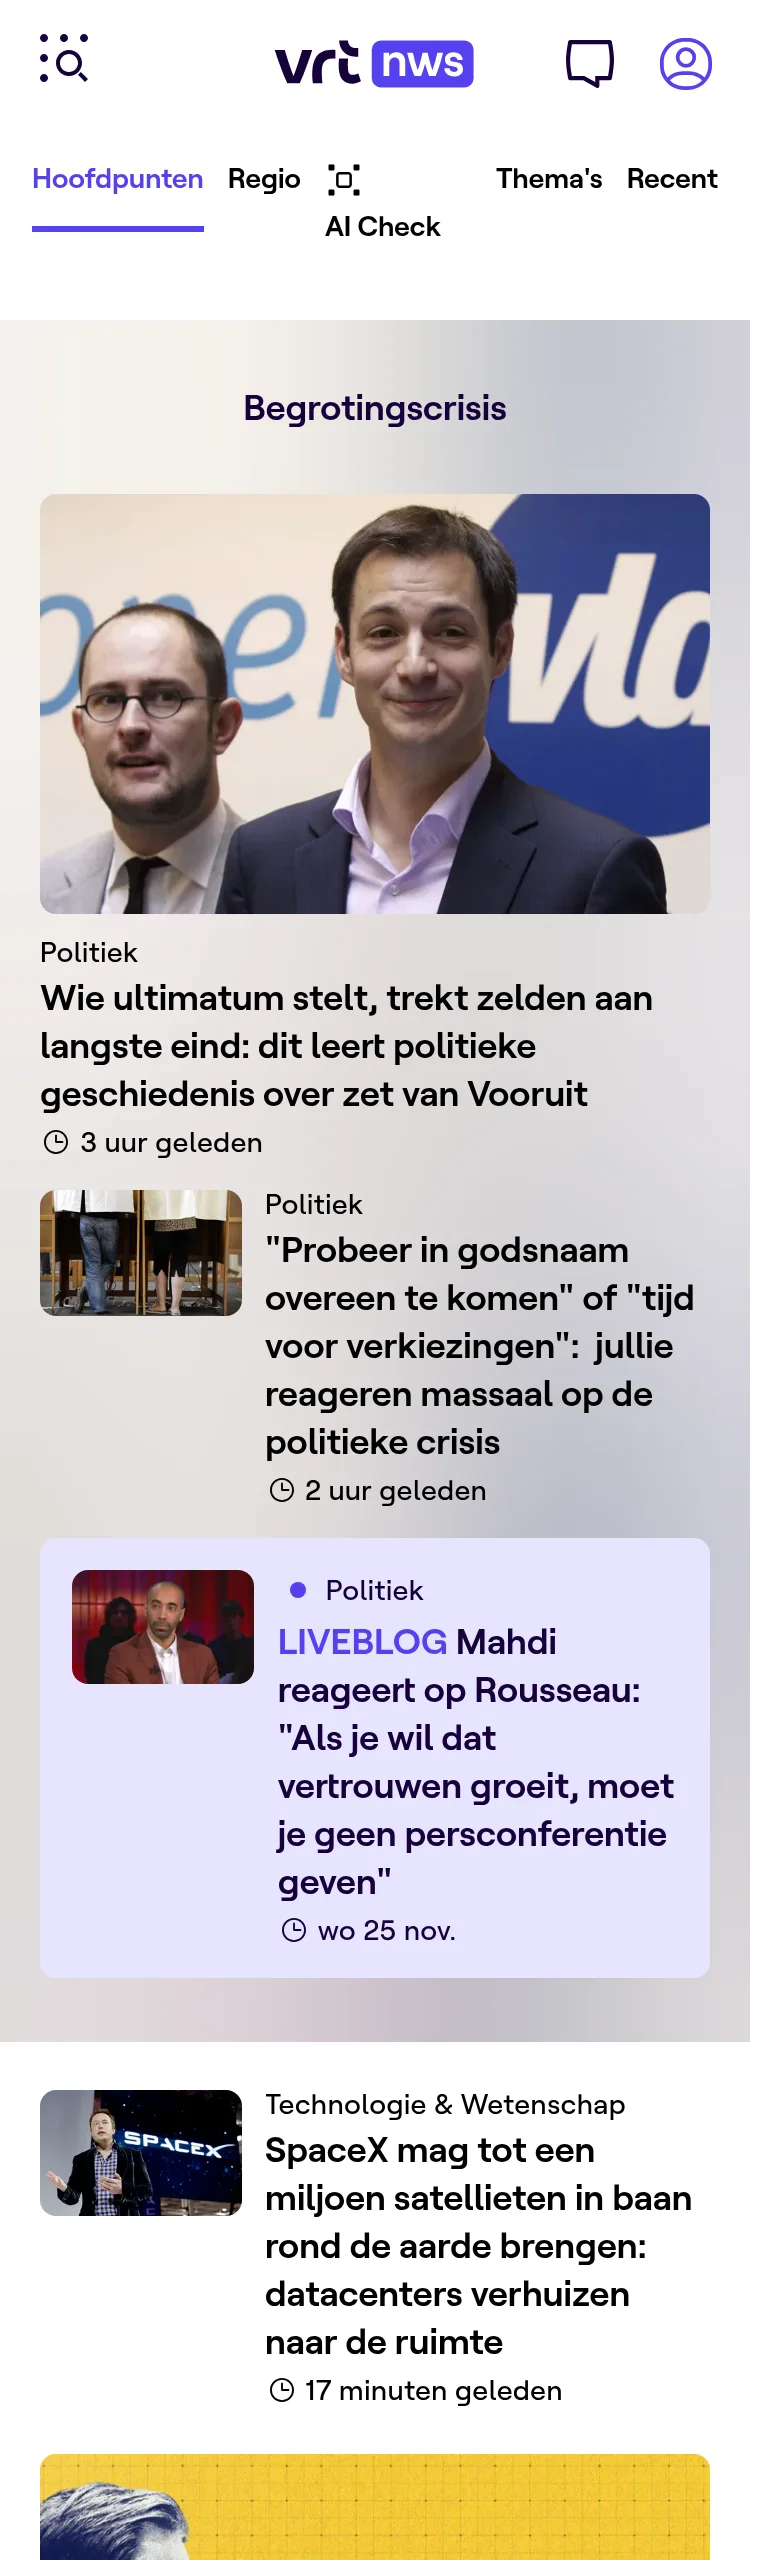 vrt nws
Hoofdpunten
Regio
AI Check
Thema's
Recent
Begrotingscrisis
open vld
Politiek
Wie ultimatum stelt, trekt zelden aan
langste eind: dit leert politieke
geschiedenis over zet van Vooruit
3 uur geleden
Politiek
"Probeer in godsnaam
overeen te komen" of "tijd
voor verkiezingen":  jullie
reageren massaal op de
politieke crisis
2 uur geleden
Politiek
LIVEBLOG Mahdi
reageert op Rousseau:
"Als je wil dat
vertrouwen groeit, moet
je geen persconferentie
geven"
wo 25 nov.
SPACEX
Technologie & Wetenschap
SpaceX mag tot een
miljoen satellieten in baan
rond de aarde brengen:
datacenters verhuizen
naar de ruimte
17 minuten geleden